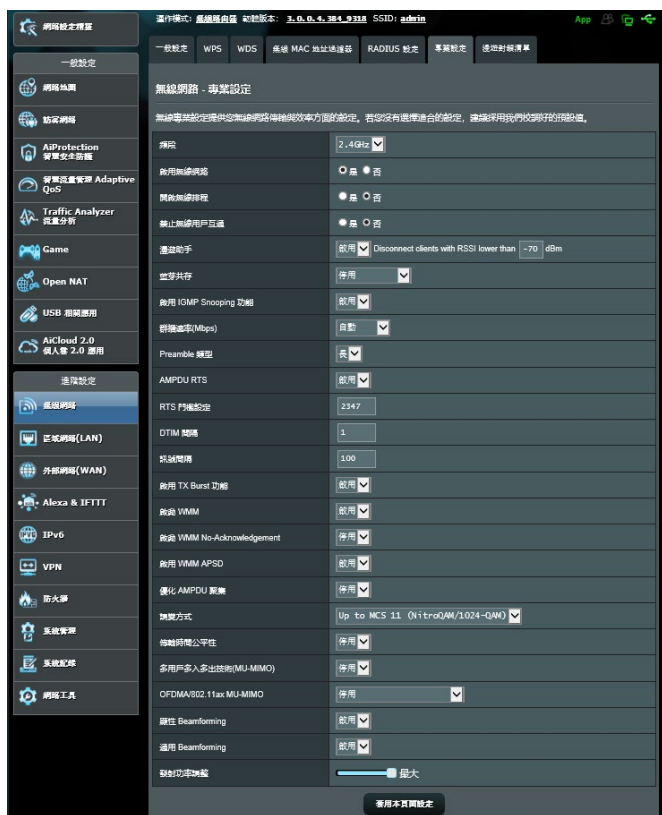 網路設定精靈
運作模式: 無線路由器 韌體版本: 3.0.0.4.384_9318 SSID: admin App
一般設定 WPS WDS 無線 MAC 地址過濾器 RADIUS 設定 專業設定 漫遊封鎖清單
一般設定
網路地圖
訪客網路
AiProtection
智慧安全防護
智慧流量管理 Adaptive
QoS
Traffic Analyzer
流量分析
Game
Open NAT
USB 相關應用
AiCloud 2.0
個人雲 2.0 應用
進階設定
無線網路
區域網路(LAN)
外部網路(WAN)
Alexa & IFTTT
IPv6
VPN
防火牆
系統管理
系統記錄
網路工具
無線網路 - 專業設定
無線專業設定提供您無線網路傳輸與效率方面的設定。若您沒有選擇適合的設定，建議採用我們校調好的預設值。
頻段 2.4GHz
啟用無線網路 是 否
開啟無線排程 是 否
禁止無線用戶互通 是 否
漫遊助手 啟用 Disconnect clients with RSSI lower than -70 dBm
藍芽共存 停用
啟用 IGMP Snooping 功能 啟用
群播速率(Mbps) 自動
Preamble 類型 長
AMPDU RTS 啟用
RTS 門檻設定 2347
DTIM 間隔 1
訊號間隔 100
啟用 TX Burst 功能 啟用
啟動 WMM 啟用
啟動 WMM No-Acknowledgement 停用
啟用 WMM APSD 啟用
優化 AMPDU 聚集 停用
調變方式 Up to MCS 11 (NitroQAM/1024-QAM)
傳輸時間公平性 停用
多用戶多入多出技術(MU-MIMO) 停用
OFDMA/802.11ax MU-MIMO 停用
顯性 Beamforming 啟用
通用 Beamforming 啟用
發射功率調整 最大
套用本頁面設定